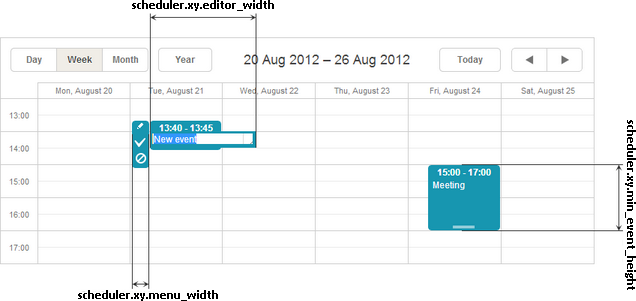 scheduler.xy.editor_width
Day Week Month Year 20 Aug 2012 – 26 Aug 2012 Today
Mon, August 20 Tue, August 21 Wed, August 22 Thu, August 23 Fri, August 24 Sat, August 25
13:00
13:40 - 13:45
New event
14:00
15:00
15:00 - 17:00
Meeting
16:00
17:00
scheduler.xy.min_event_height
scheduler.xy.menu_width